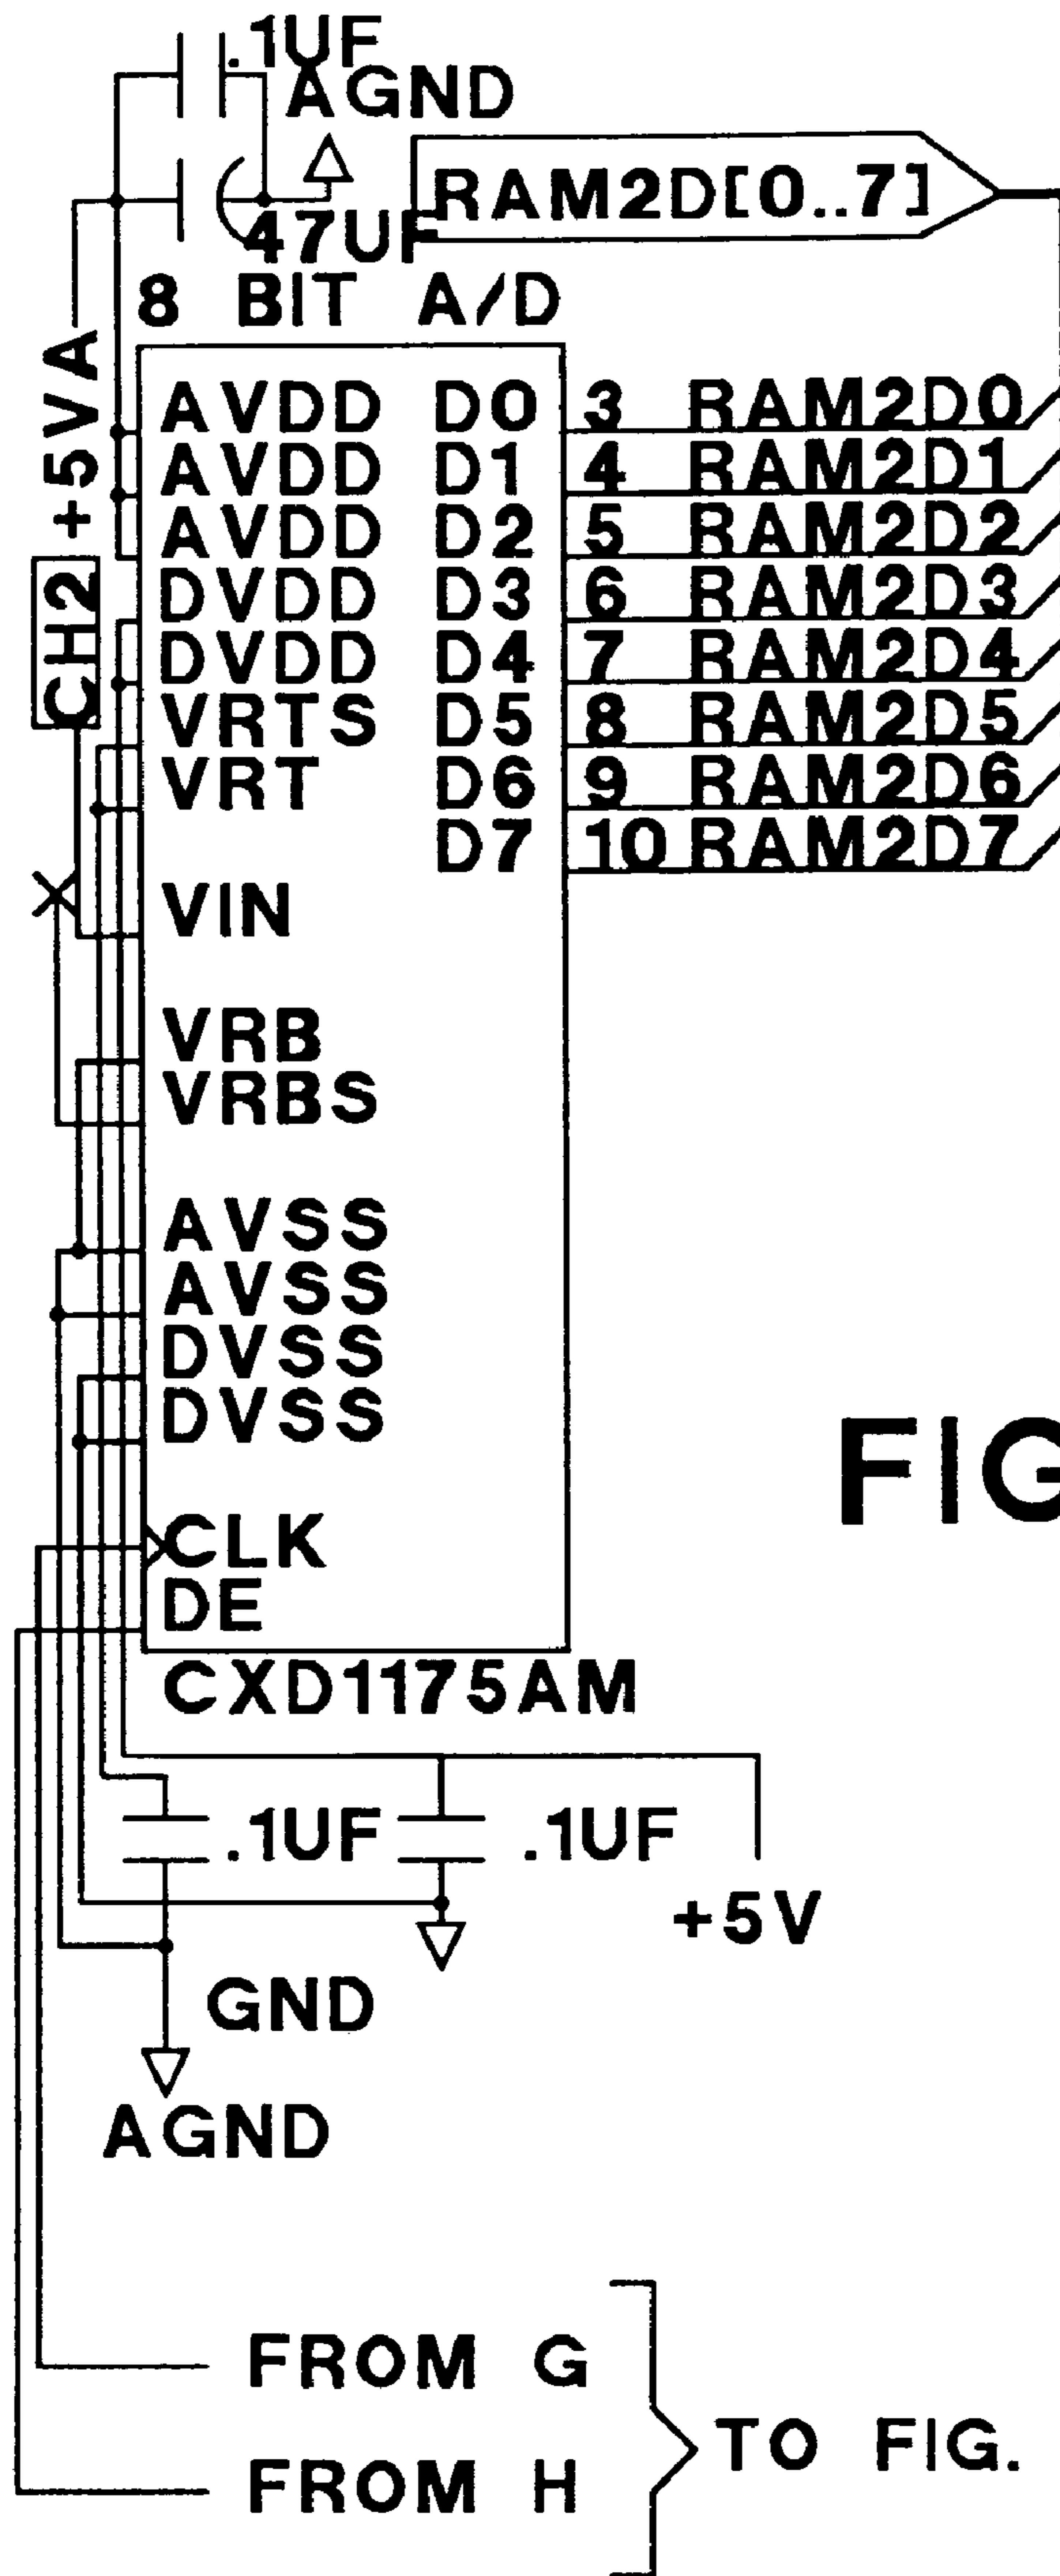 .1UF
AGND
RAM2D[0..7]
47UF
8 BIT A/D
+5VA
CH2
AVDD D0 3 RAM2D0
AVDD D1 4 RAM2D1
AVDD D2 5 RAM2D2
DVDD D3 6 RAM2D3
DVDD D4 7 RAM2D4
VRTS D5 8 RAM2D5
VRT D6 9 RAM2D6
D7 10 RAM2D7
VIN
VRB
VRBS
AVSS
AVSS
DVSS
DVSS
FIG
CLK
DE
CXD1175AM
.1UF .1UF
+5V
GND
AGND
FROM G
TO FIG.
FROM H